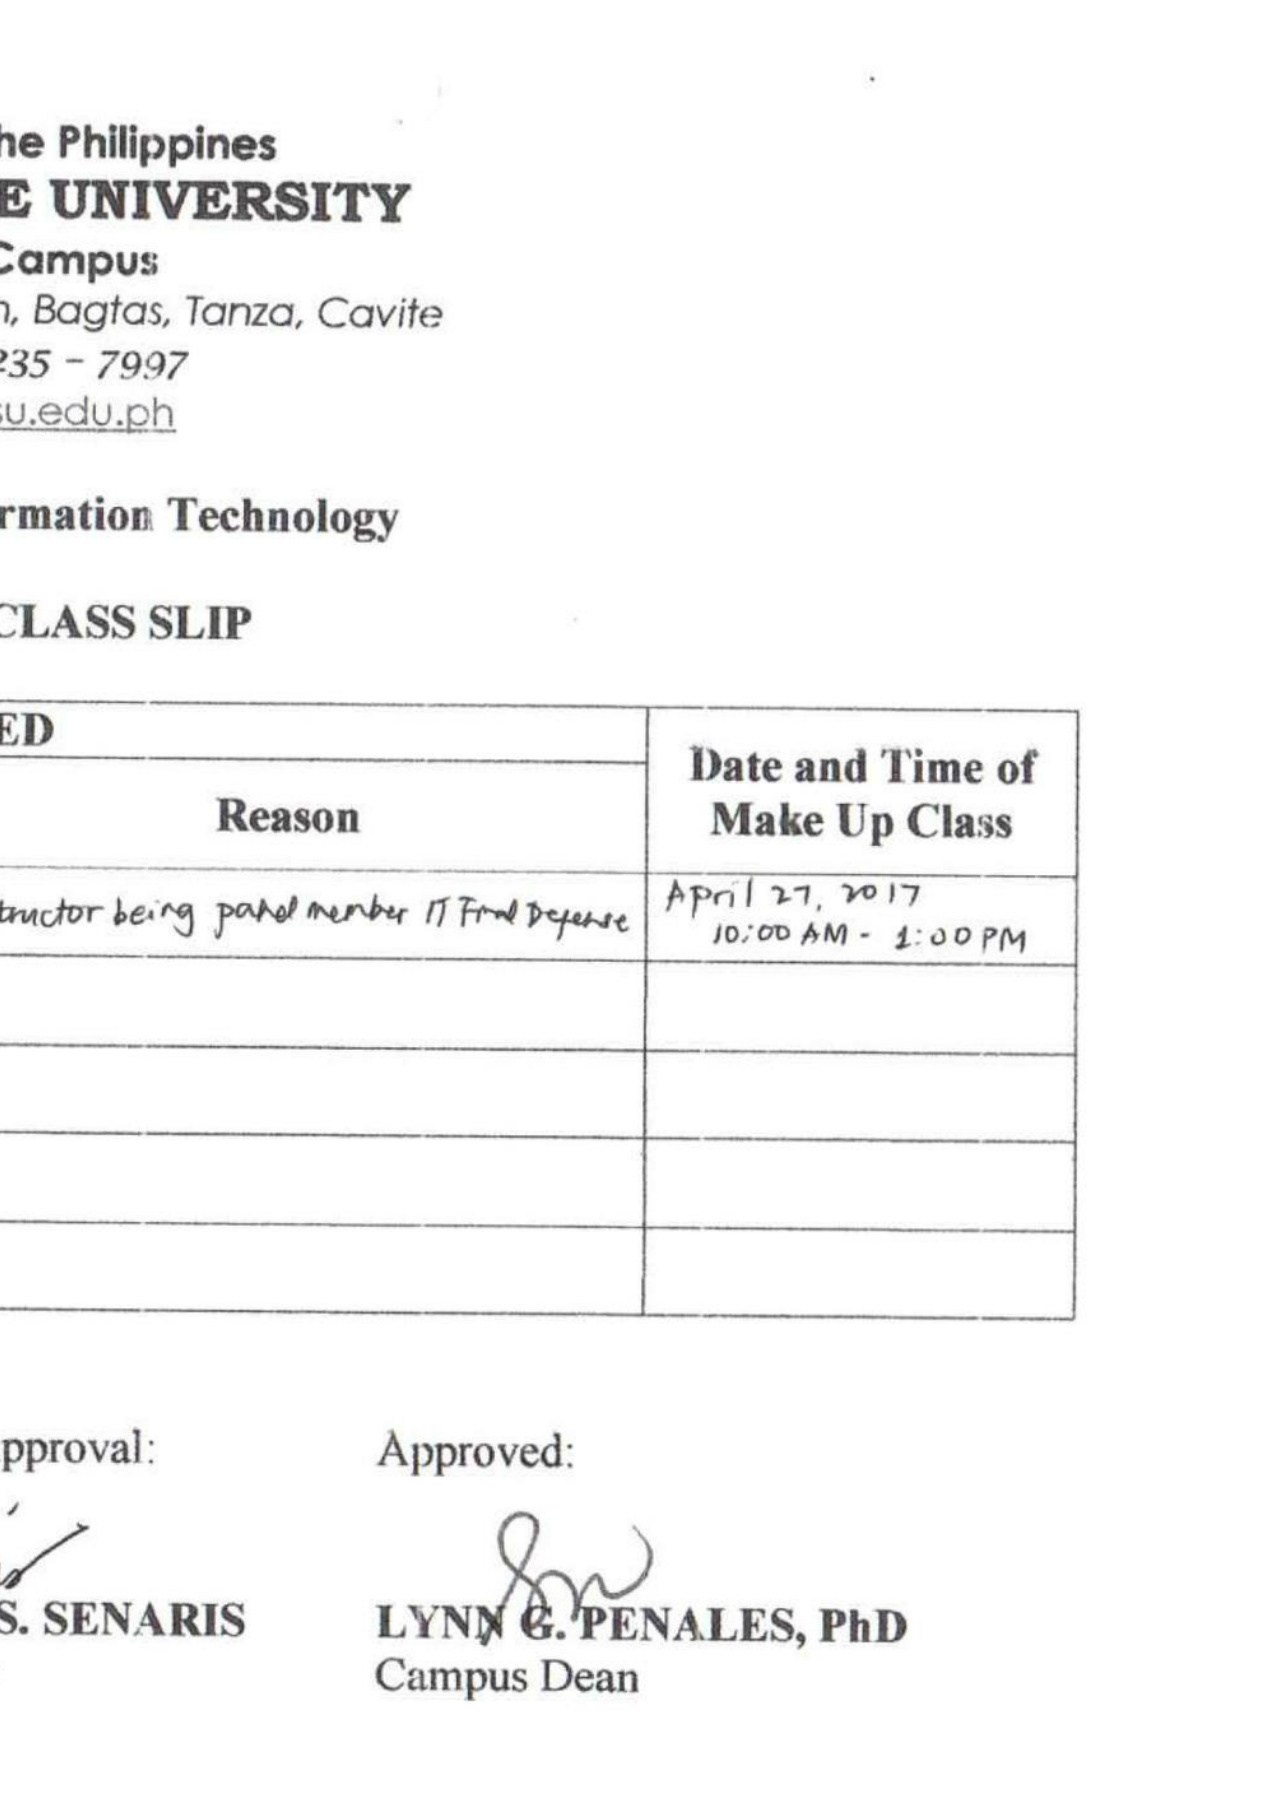 he Philippines
E UNIVERSITY
Campus
n, Bagtas, Tanza, Cavite
235 - 7997
su.edu.ph
rmation Technology
CLASS SLIP
ED
Date and Time of
Make Up Class
Reason
tructor being panel member IT Final Defense
April 27, 2017
10:00 AM - 1:00 PM
pproval:
Approved:
S. SENARIS
LYNN G. PENALES, PhD
Campus Dean